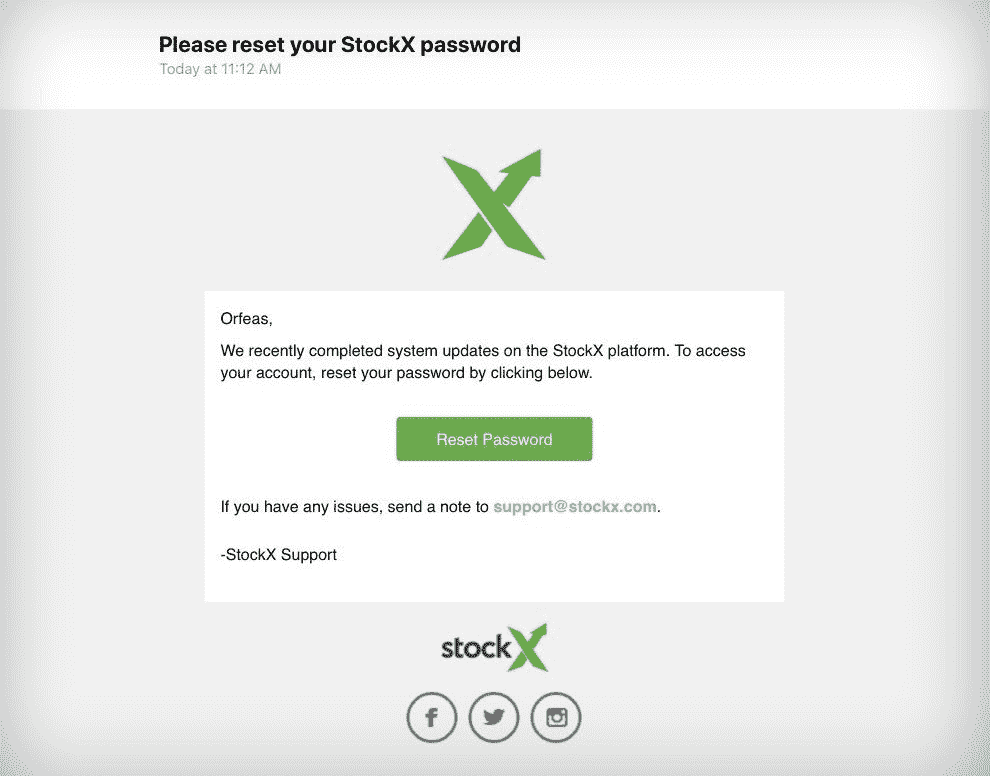 Please reset your StockX password
Today at 11:12 AM
Orfeas,
We recently completed system updates on the StockX platform. To access
your account, reset your password by clicking below.
Reset Password
If you have any issues, send a note to support@stockx.com.
-StockX Support
stockX